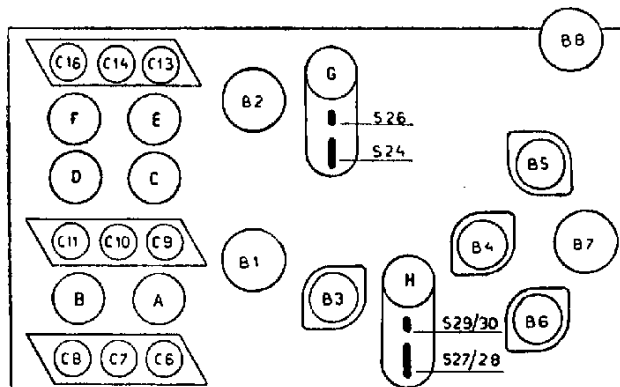 B8
C16 C14 C13
G
B2
F E
S26
S24
B5
D C
C11 C10 C9
B4 B7
B1
H
B3
B A
S29/30
B6
C8 C7 C6
S27/28